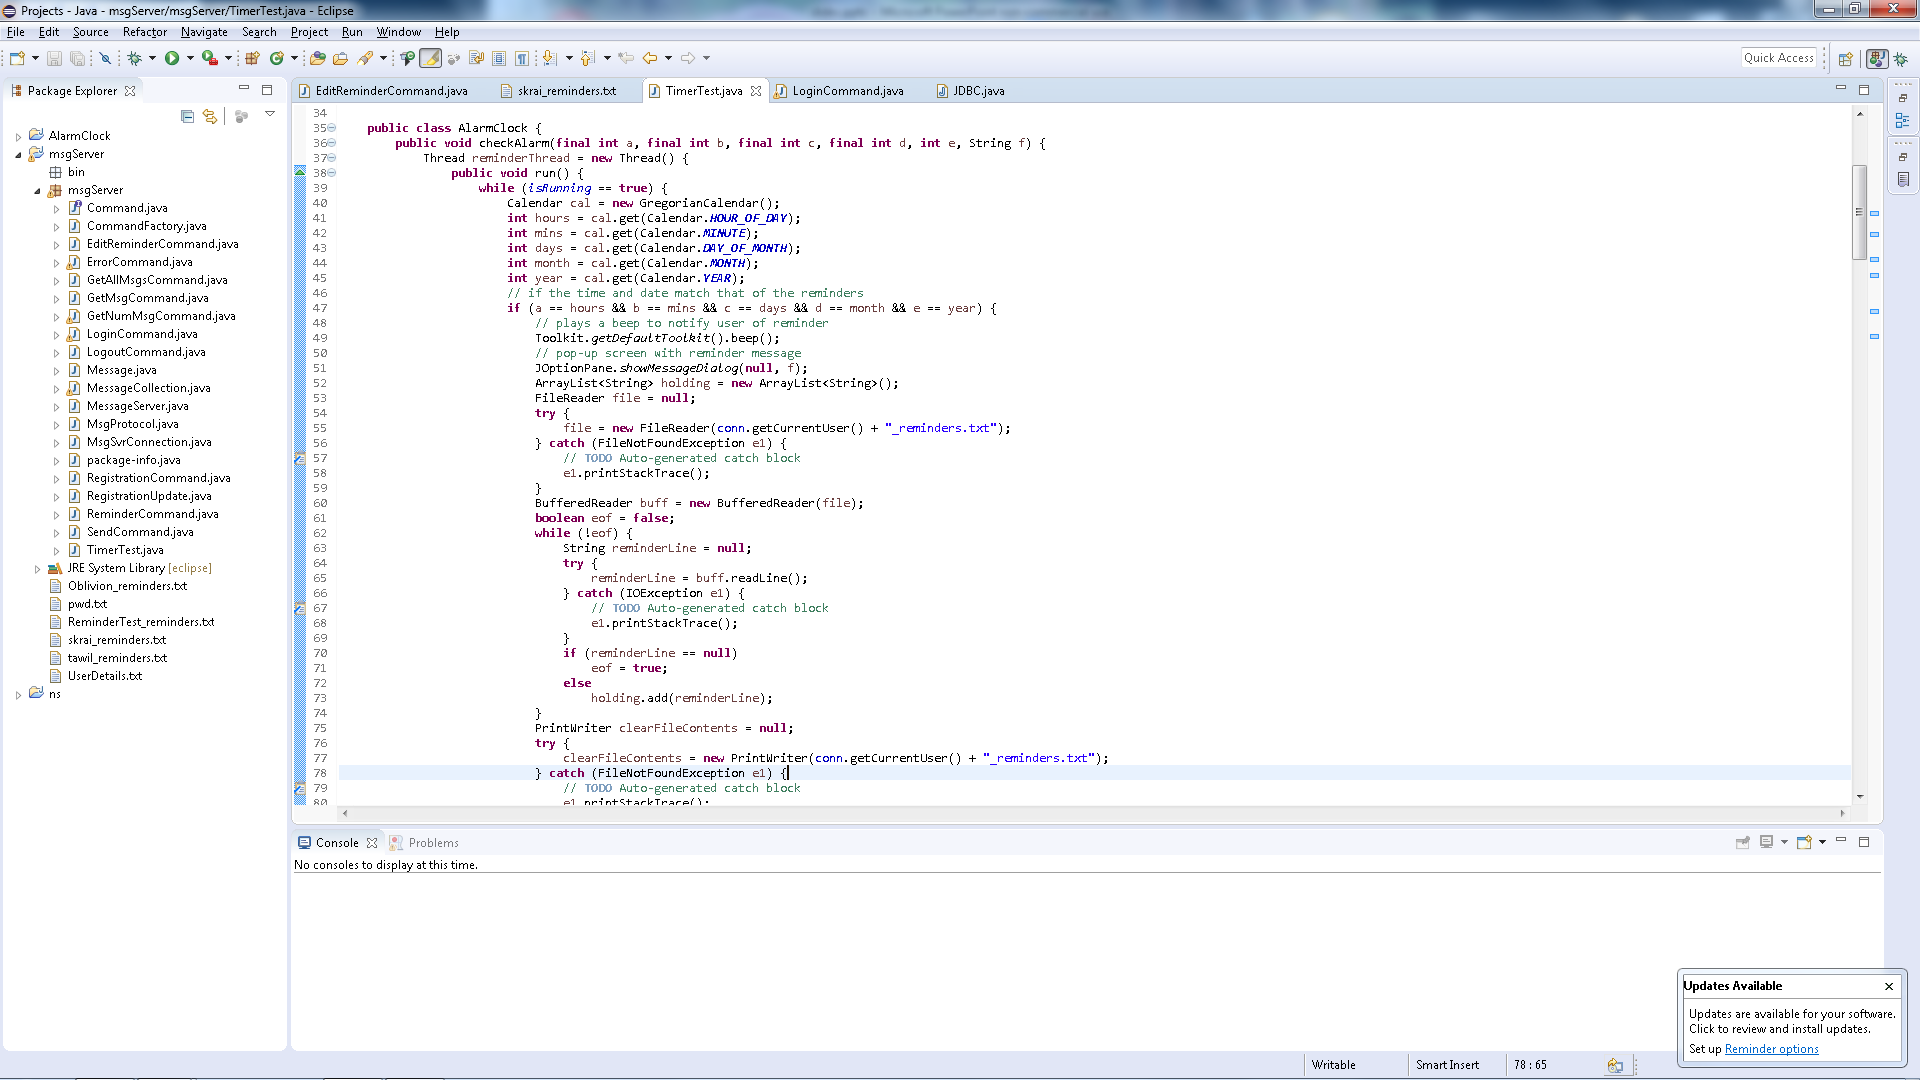 Projects - Java - msgServer/msgServer/TimerTest.java - Eclipse
File Edit Source Refactor Navigate Search Project Run Window Help
Quick Access
Package Explorer
AlarmClock
msgServer
bin
msgServer
Command.java
CommandFactory.java
EditReminderCommand.java
ErrorCommand.java
GetAllMsgsCommand.java
GetMsgCommand.java
GetNumMsgCommand.java
LoginCommand.java
LogoutCommand.java
Message.java
MessageCollection.java
MessageServer.java
MsgProtocol.java
MsgSvrConnection.java
package-info.java
RegistrationCommand.java
RegistrationUpdate.java
ReminderCommand.java
SendCommand.java
TimerTest.java
JRE System Library [eclipse]
Oblivion_reminders.txt
pwd.txt
ReminderTest_reminders.txt
skrai_reminders.txt
tawil_reminders.txt
UserDetails.txt
ns
EditReminderCommand.java skrai_reminders.txt TimerTest.java LoginCommand.java JDBC.java
34
35 public class AlarmClock {
36 public void checkAlarm(final int a, final int b, final int c, final int d, int e, String f) {
37 Thread reminderThread = new Thread() {
38 public void run() {
39 while (isRunning == true) {
40 Calendar cal = new GregorianCalendar();
41 int hours = cal.get(Calendar.HOUR_OF_DAY);
42 int mins = cal.get(Calendar.MINUTE);
43 int days = cal.get(Calendar.DAY_OF_MONTH);
44 int month = cal.get(Calendar.MONTH);
45 int year = cal.get(Calendar.YEAR);
46 // if the time and date match that of the reminders
47 if (a == hours && b == mins && c == days && d == month && e == year) {
48 // plays a beep to notify user of reminder
49 Toolkit.getDefaultToolkit().beep();
50 // pop-up screen with reminder message
51 JOptionPane.showMessageDialog(null, f);
52 ArrayList<String> holding = new ArrayList<String>();
53 FileReader file = null;
54 try {
55 file = new FileReader(conn.getCurrentUser() + "_reminders.txt");
56 } catch (FileNotFoundException e1) {
57 // TODO Auto-generated catch block
58 e1.printStackTrace();
59 }
60 BufferedReader buff = new BufferedReader(file);
61 boolean eof = false;
62 while (!eof) {
63 String reminderLine = null;
64 try {
65 reminderLine = buff.readLine();
66 } catch (IOException e1) {
67 // TODO Auto-generated catch block
68 e1.printStackTrace();
69 }
70 if (reminderLine == null)
71 eof = true;
72 else
73 holding.add(reminderLine);
74 }
75 PrintWriter clearFileContents = null;
76 try {
77 clearFileContents = new PrintWriter(conn.getCurrentUser() + "_reminders.txt");
78 } catch (FileNotFoundException e1) {
79 // TODO Auto-generated catch block
80 e1.printStackTrace();
Console Problems
No consoles to display at this time.
Updates Available
Updates are available for your software.
Click to review and install updates.
Set up Reminder options
Writable Smart Insert 78 : 65